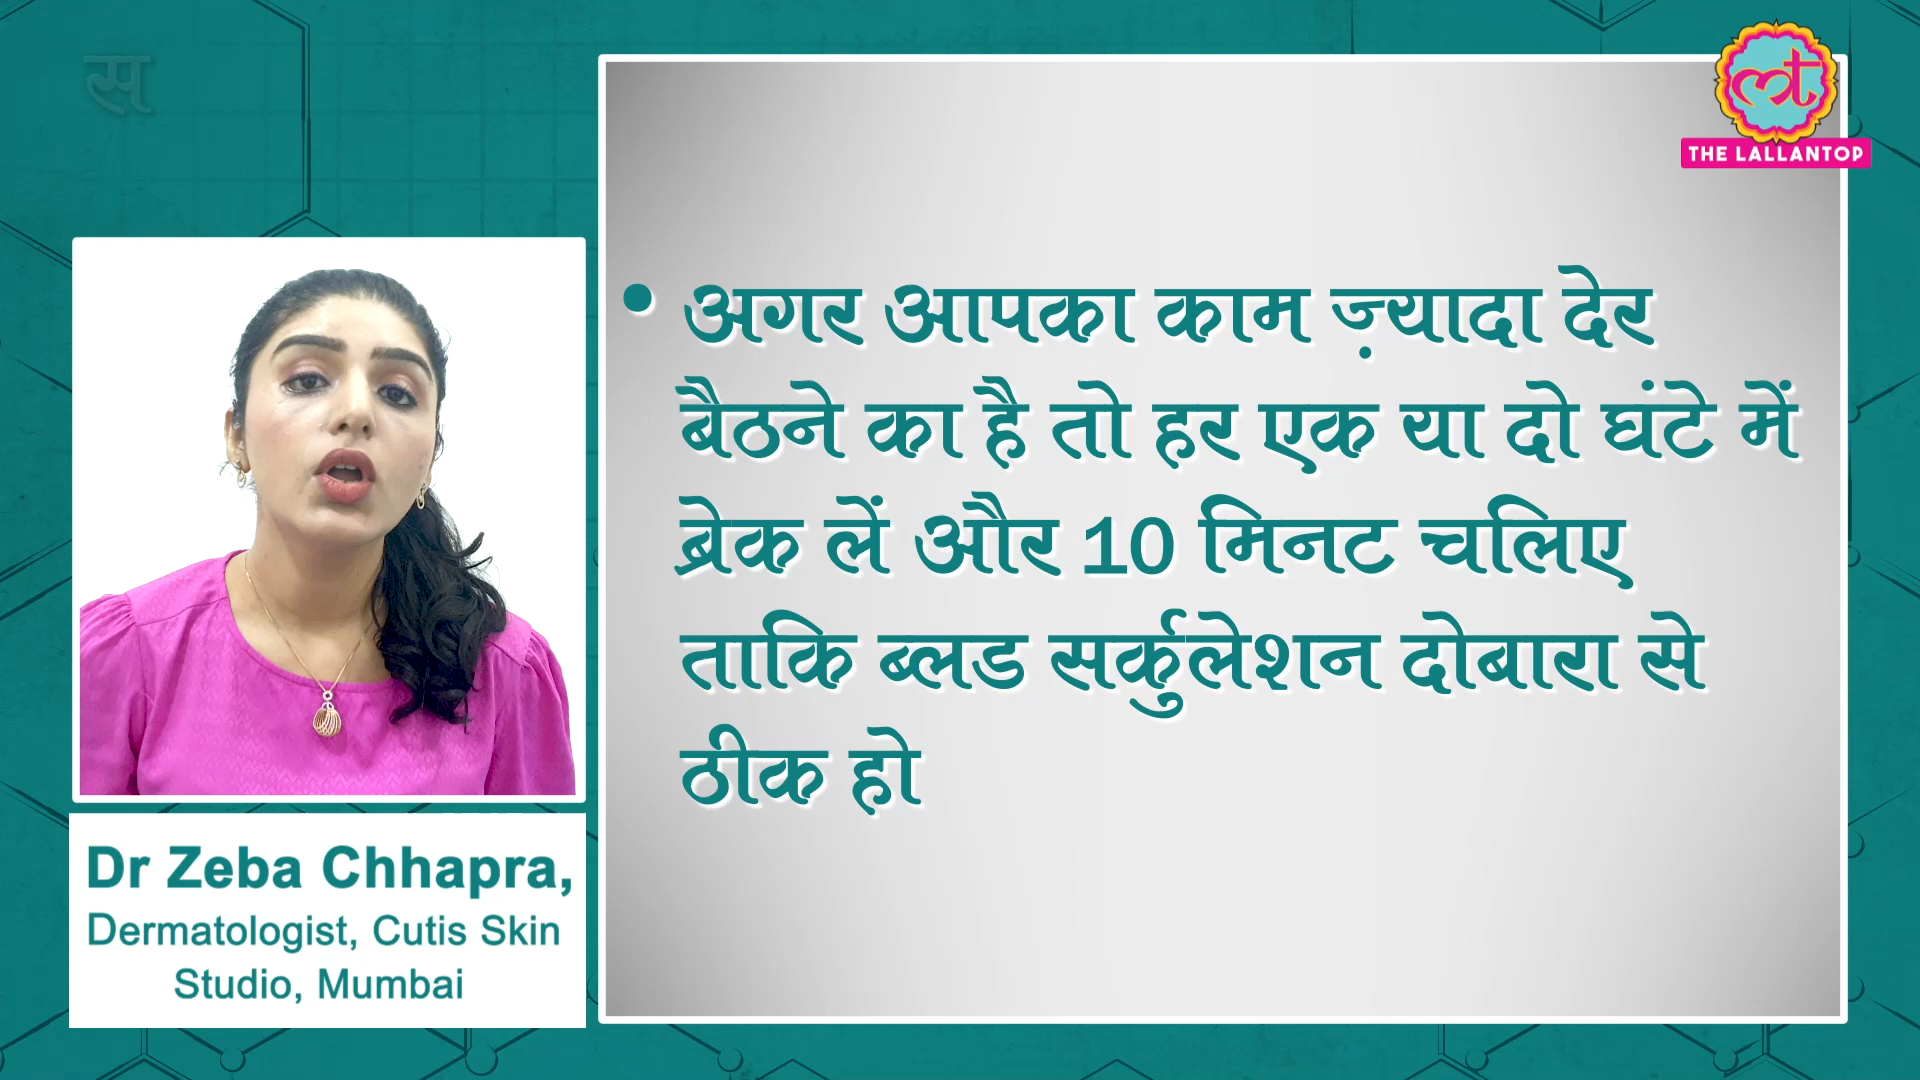 स
THE LALLANTOP
• अगर आपका काम ज़्यादा देर
बैठने का है तो हर एक या दो घंटे में
ब्रेक लें और 10 मिनट चलिए
ताकि ब्लड सर्कुलेशन दोबारा से
ठीक हो
Dr Zeba Chhapra,
Dermatologist, Cutis Skin
Studio, Mumbai